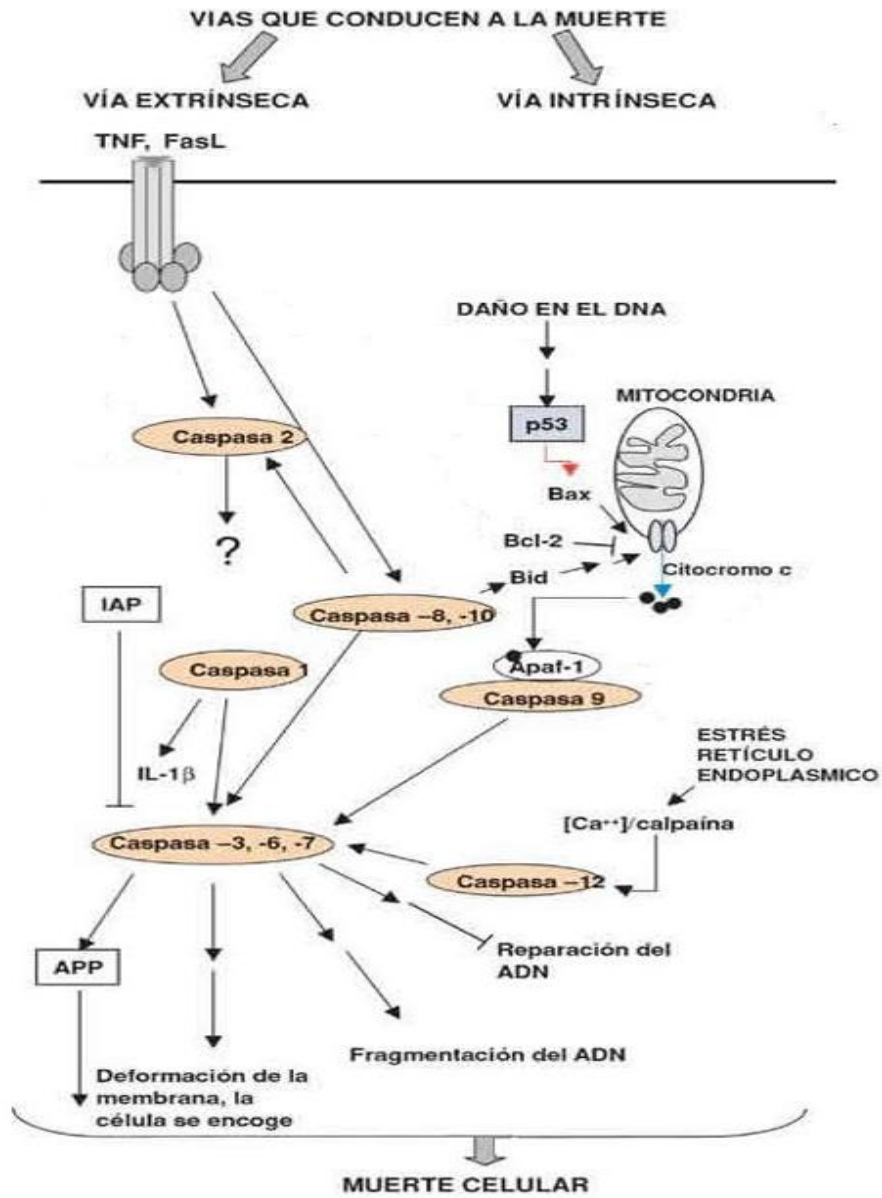 VIAS QUE CONDUCEN A LA MUERTE
VÍA EXTRÍNSECA
VÍA INTRÍNSECA
TNF, FasL
DAÑO EN EL DNA
MITOCONDRIA
p53
Caspasa 2
Bax
?
Bcl-2
Bid
Citocromo c
IAP
Caspasa –8, -10
Apaf-1
Caspasa 1
Caspasa 9
IL-1β
ESTRÉS
RETÍCULO
ENDOPLASMICO
[Ca⁺⁺]/calpaína
Caspasa –3, -6, -7
Caspasa –12
Reparación del
ADN
APP
Fragmentación del ADN
Deformación de la
membrana, la
célula se encoge
MUERTE CELULAR